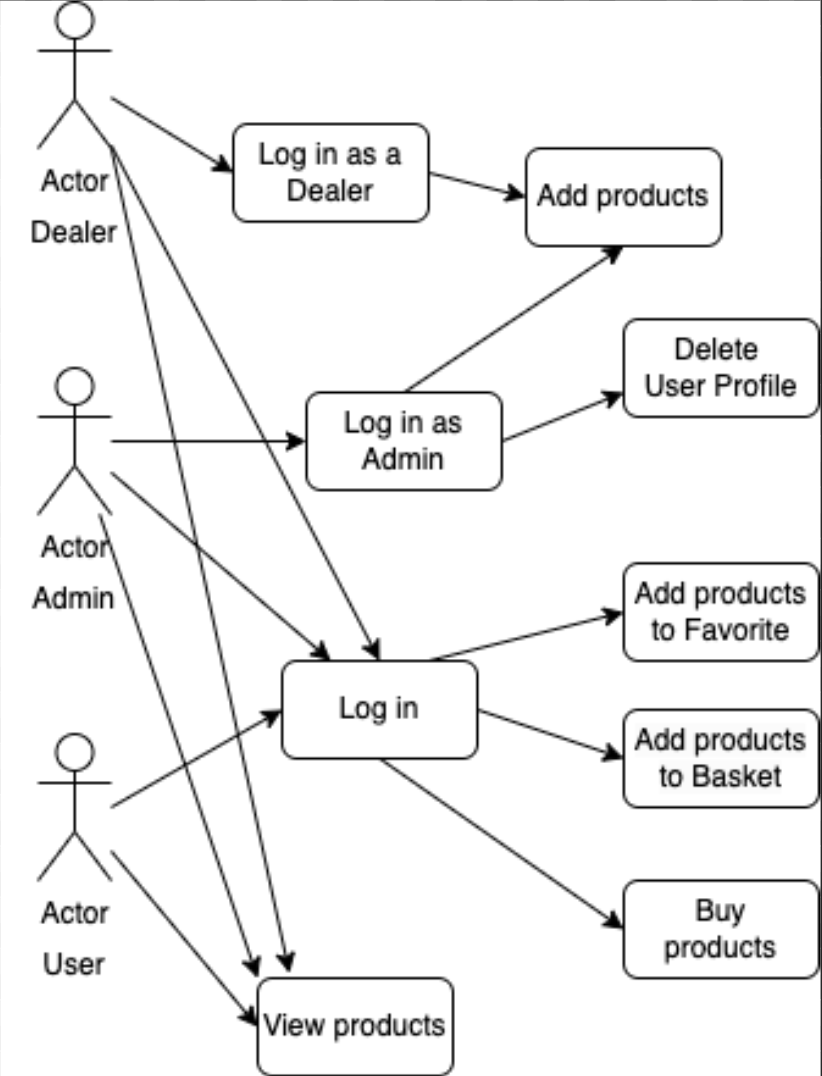 Actor
Dealer
Log in as a
Dealer
Add products
Delete
User Profile
Log in as
Admin
Actor
Admin
Add products
to Favorite
Log in
Add products
to Basket
Actor
User
Buy
products
View products